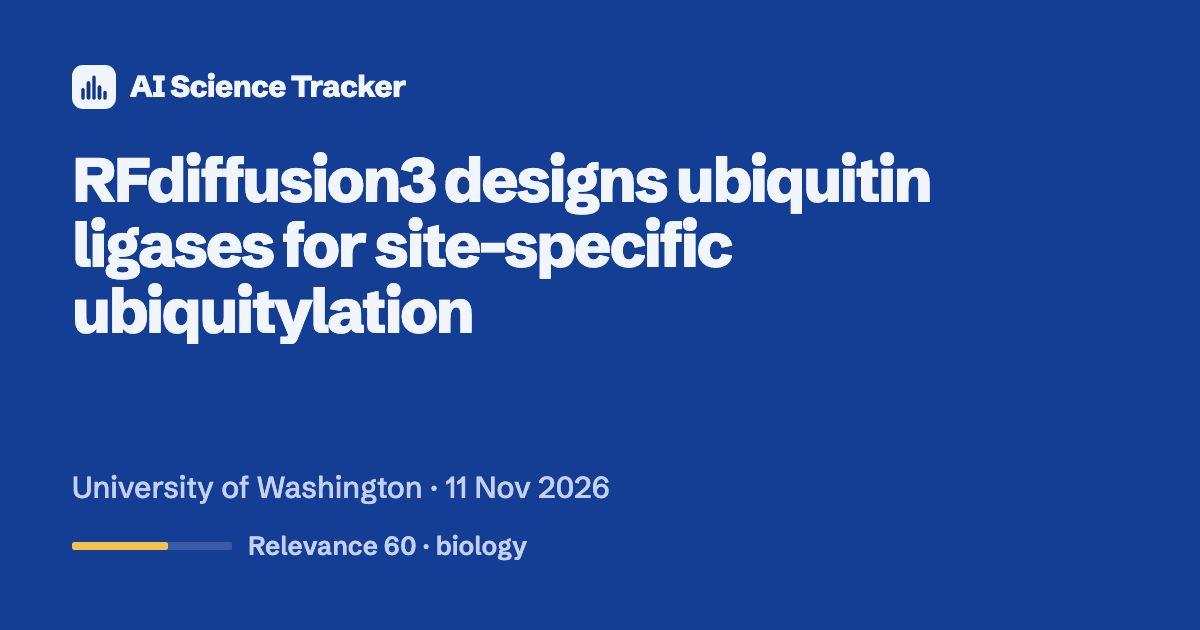 AI Science Tracker
RFdiffusion3 designs ubiquitin
ligases for site-specific
ubiquitylation
University of Washington · 11 Nov 2026
Relevance 60 · biology